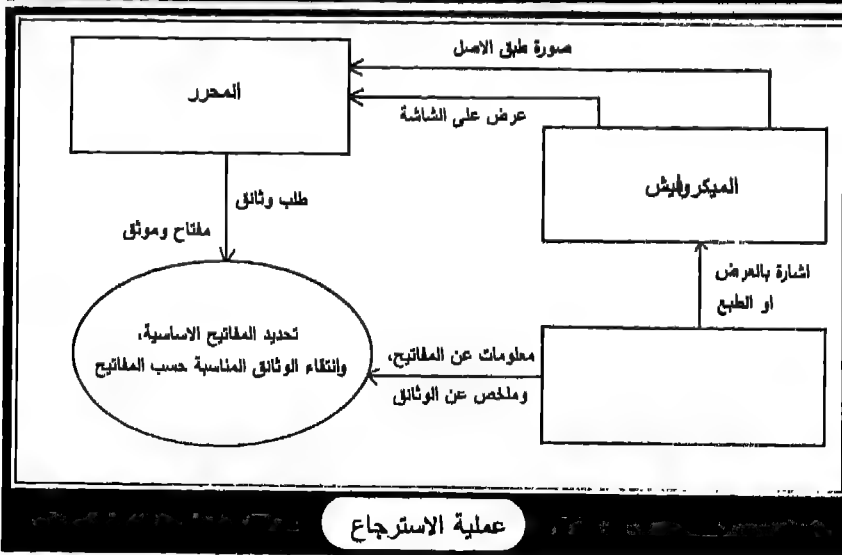 صورة طبق الاصل
المحرر
عرض على الشاشة
الميكروفيش
طلب وثائق
مفتاح وموثق
اشارة بالعرض
او الطبع
تحديد المفاتيح الاساسية،
وانتقاء الوثائق المناسبة حسب المفاتيح
معلومات عن المفاتيح،
وملخص عن الوثائق
عملية الاسترجاع